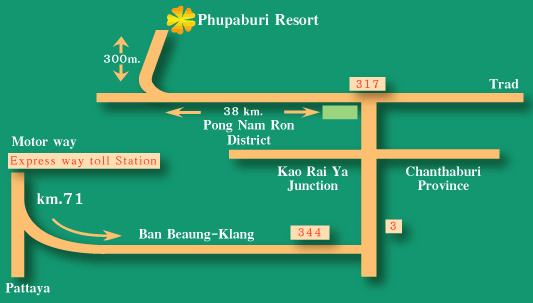 Phupaburi Resort
300m.
317
Trad
38 km.
Pong Nam Ron
District
Motor way
Express way toll Station
Kao Rai Ya
Junction
Chanthaburi
Province
km.71
Ban Beaung-Klang
344
3
Pattaya